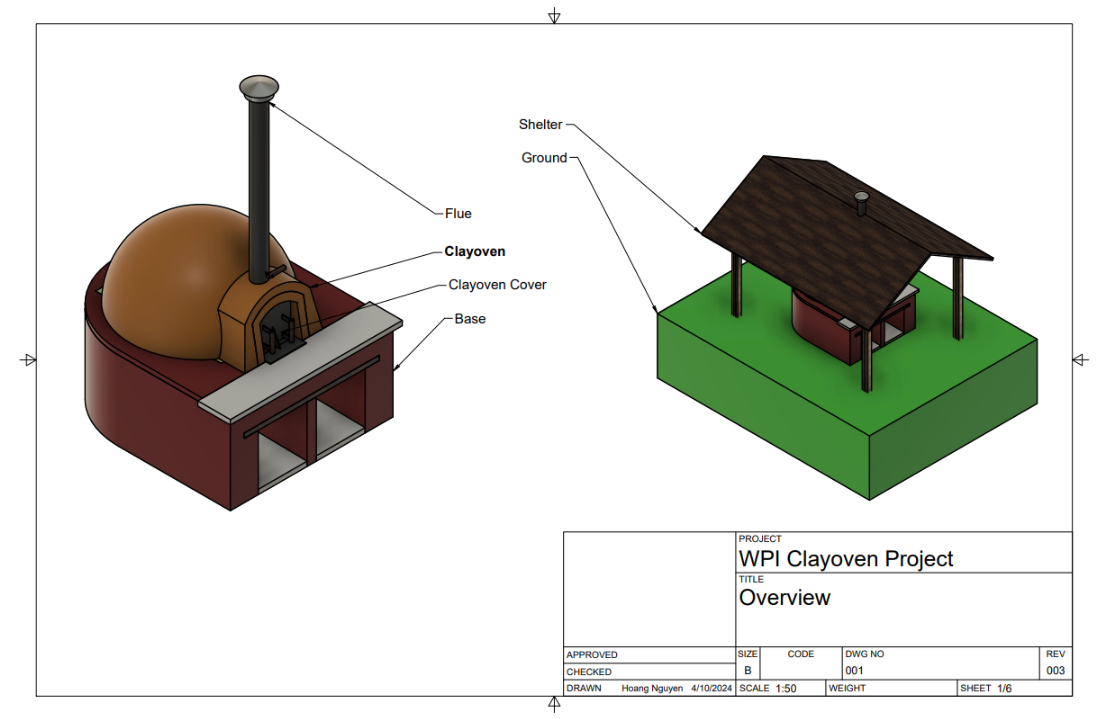 Shelter
Ground
Flue
Clayoven
Clayoven Cover
Base
PROJECT
WPI Clayoven Project
TITLE
Overview
APPROVED
CHECKED
DRAWN Hoang Nguyen 4/10/2024
SIZE CODE DWG NO REV
B 001 003
SCALE 1:50 WEIGHT SHEET 1/6